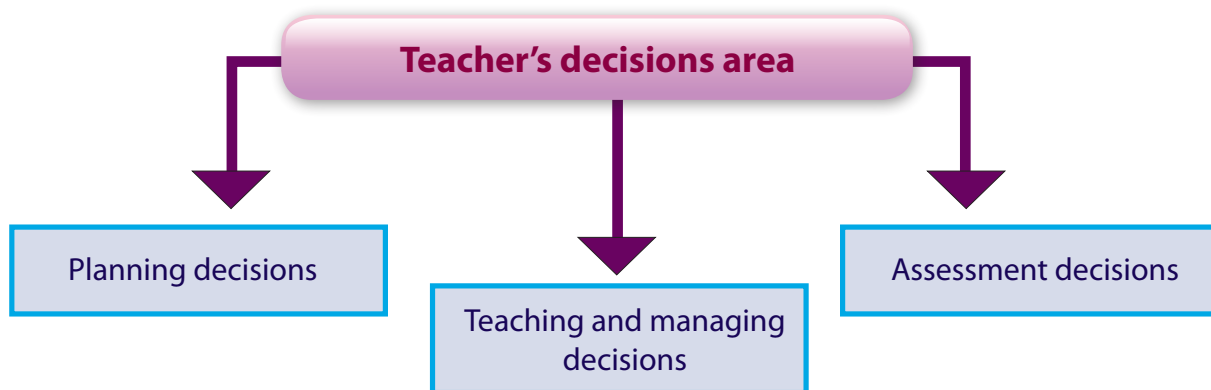 Teacher’s decisions area
Planning decisions
Teaching and managing
decisions
Assessment decisions